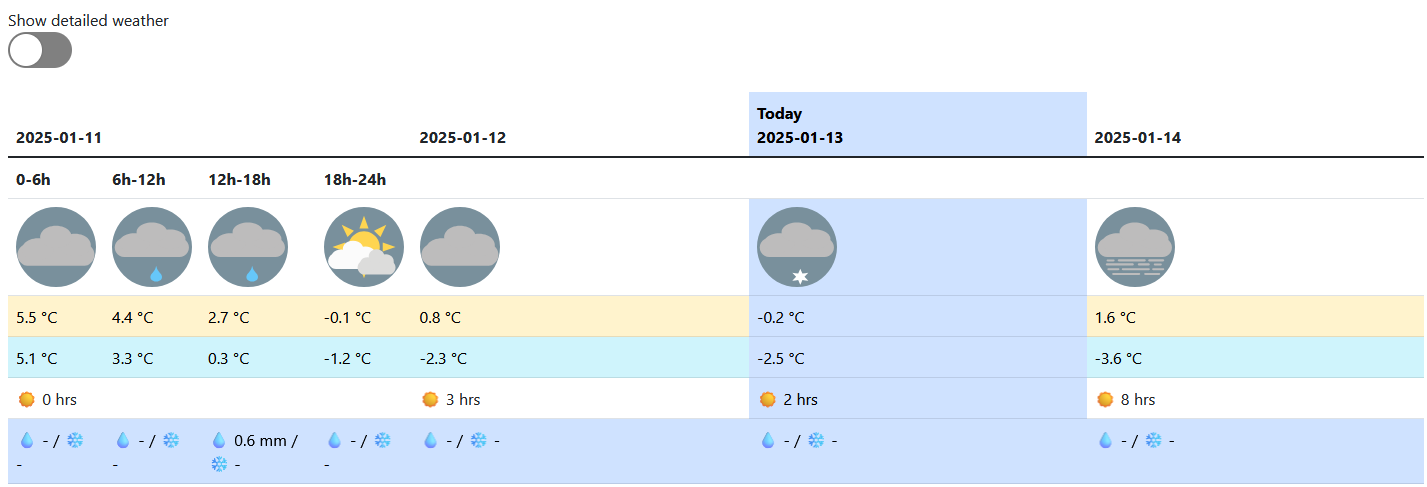 Show detailed weather
Today
2025-01-11 2025-01-12 2025-01-13 2025-01-14
0-6h 6h-12h 12h-18h 18h-24h
5.5 °C 4.4 °C 2.7 °C -0.1 °C 0.8 °C -0.2 °C 1.6 °C
5.1 °C 3.3 °C 0.3 °C -1.2 °C -2.3 °C -2.5 °C -3.6 °C
0 hrs 3 hrs 2 hrs 8 hrs
- / - / 0.6 mm / - / - / - - / - - / -
- - - -